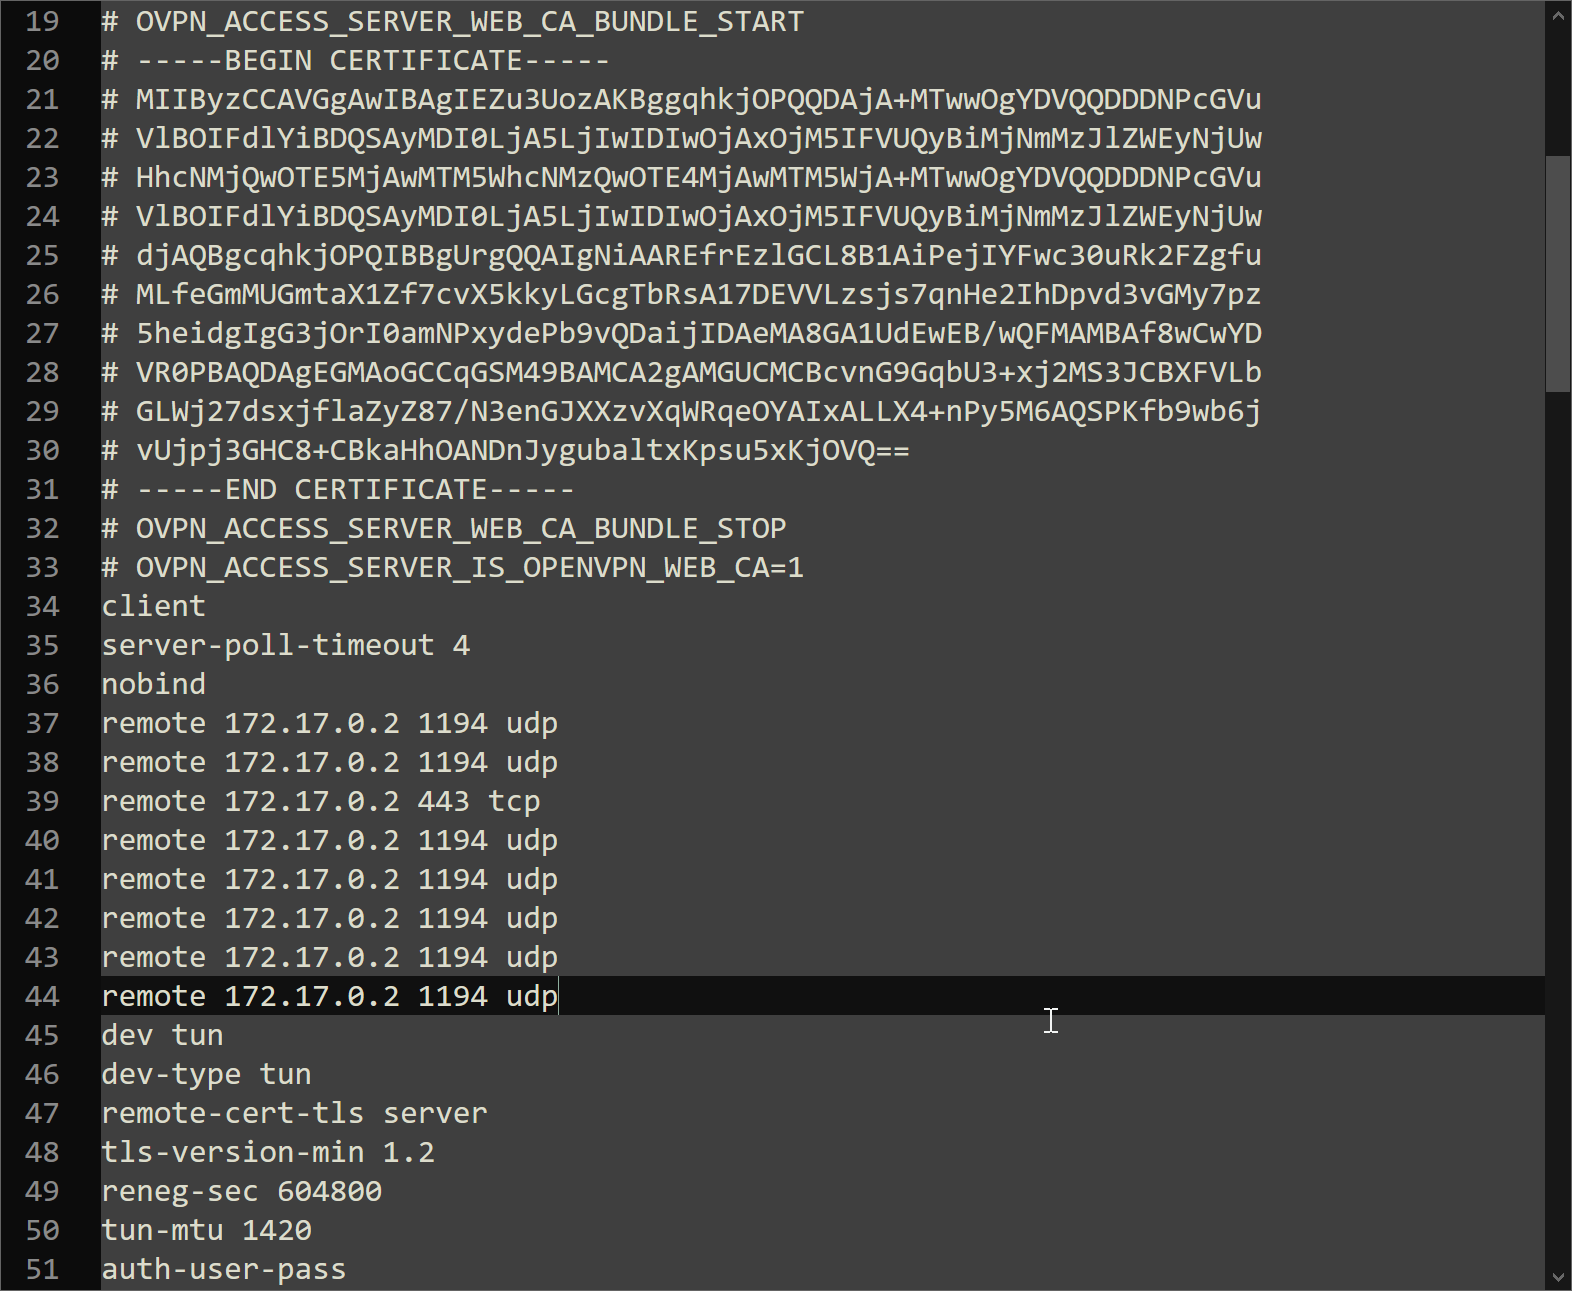 19 # OVPN_ACCESS_SERVER_WEB_CA_BUNDLE_START
20 # -----BEGIN CERTIFICATE-----
21 # MIIByzCCAVGgAwIBAgIEZu3UozAKBggqhkjOPQQDAjA+MTwwOgYDVQQDDDNPcGVu
22 # VlBOIFdlYiBDQSAyMDI0LjA5LjIwIDIwOjAxOjM5IFVUQyBiMjNmMzJlZWEyNjUw
23 # HhcNMjQwOTE5MjAwMTM5WhcNMzQwOTE4MjAwMTM5WjA+MTwwOgYDVQQDDDNPcGVu
24 # VlBOIFdlYiBDQSAyMDI0LjA5LjIwIDIwOjAxOjM5IFVUQyBiMjNmMzJlZWEyNjUw
25 # djAQBgcqhkjOPQIBBgUrgQQAIgNiAAREfrEzlGCL8B1AiPejIYFwc30uRk2FZgfu
26 # MLfeGmMUGmtaX1Zf7cvX5kkyLGcgTbRsA17DEVVLzsjs7qnHe2IhDpvd3vGMy7pz
27 # 5heidgIgG3jOrI0amNPxydePb9vQDaijIDAeMA8GA1UdEwEB/wQFMAMBAf8wCwYD
28 # VR0PBAQDAgEGMAoGCCqGSM49BAMCA2gAMGUCMCBcvnG9GqbU3+xj2MS3JCBXFVLb
29 # GLWj27dsxjflaZyZ87/N3enGJXXzvXqWRqeOYAIxALLX4+nPy5M6AQSPKfb9wb6j
30 # vUjpj3GHC8+CBkaHhOANDnJygubaltxKpsu5xKjOVQ==
31 # -----END CERTIFICATE-----
32 # OVPN_ACCESS_SERVER_WEB_CA_BUNDLE_STOP
33 # OVPN_ACCESS_SERVER_IS_OPENVPN_WEB_CA=1
34 client
35 server-poll-timeout 4
36 nobind
37 remote 172.17.0.2 1194 udp
38 remote 172.17.0.2 1194 udp
39 remote 172.17.0.2 443 tcp
40 remote 172.17.0.2 1194 udp
41 remote 172.17.0.2 1194 udp
42 remote 172.17.0.2 1194 udp
43 remote 172.17.0.2 1194 udp
44 remote 172.17.0.2 1194 udp
45 dev tun
46 dev-type tun
47 remote-cert-tls server
48 tls-version-min 1.2
49 reneg-sec 604800
50 tun-mtu 1420
51 auth-user-pass